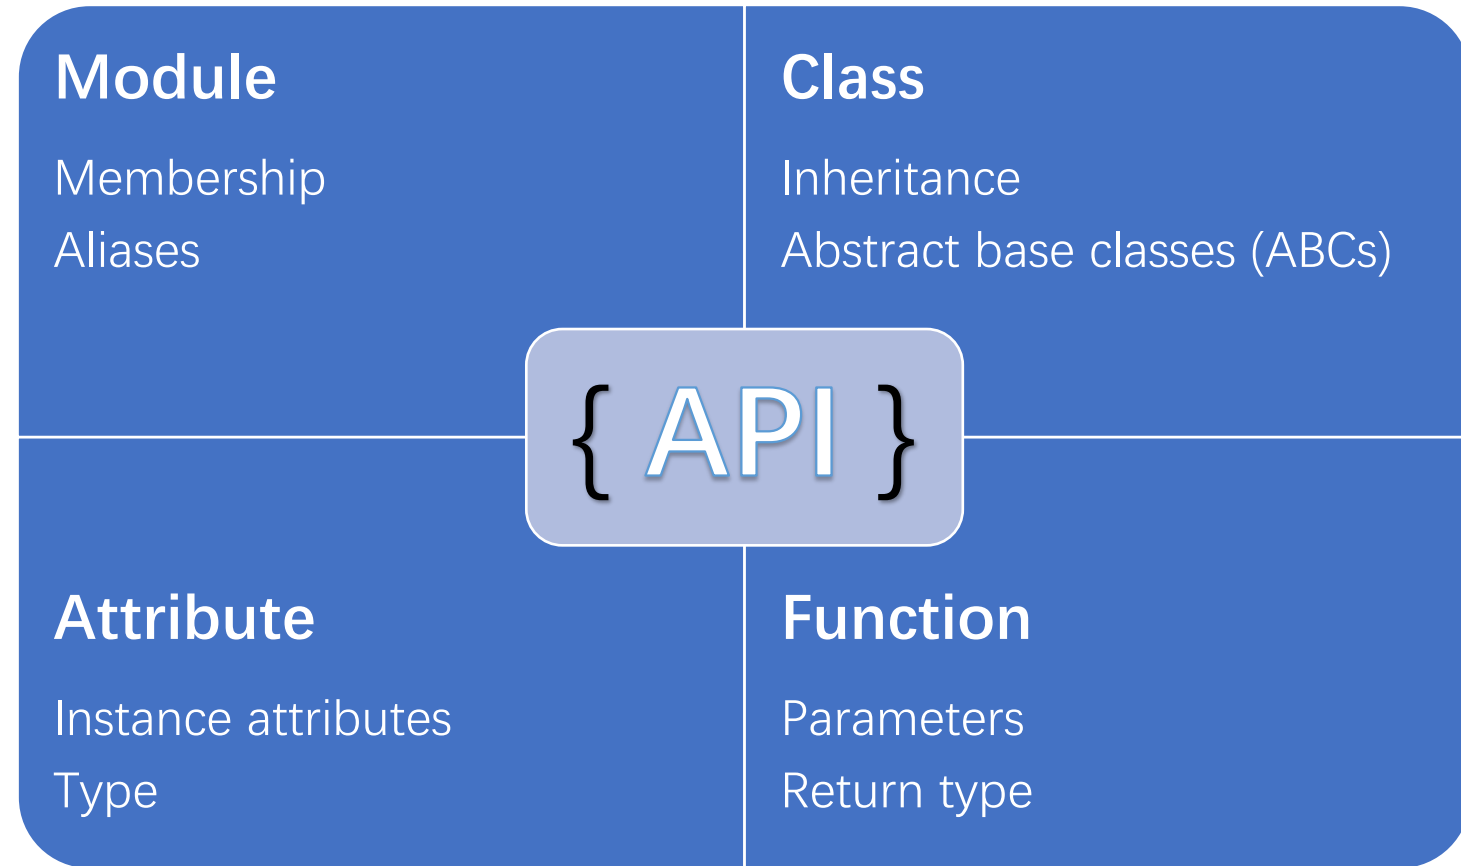 Module
Membership
Aliases
Class
Inheritance
Abstract base classes (ABCs)
{ API }
Attribute
Instance attributes
Type
Function
Parameters
Return type